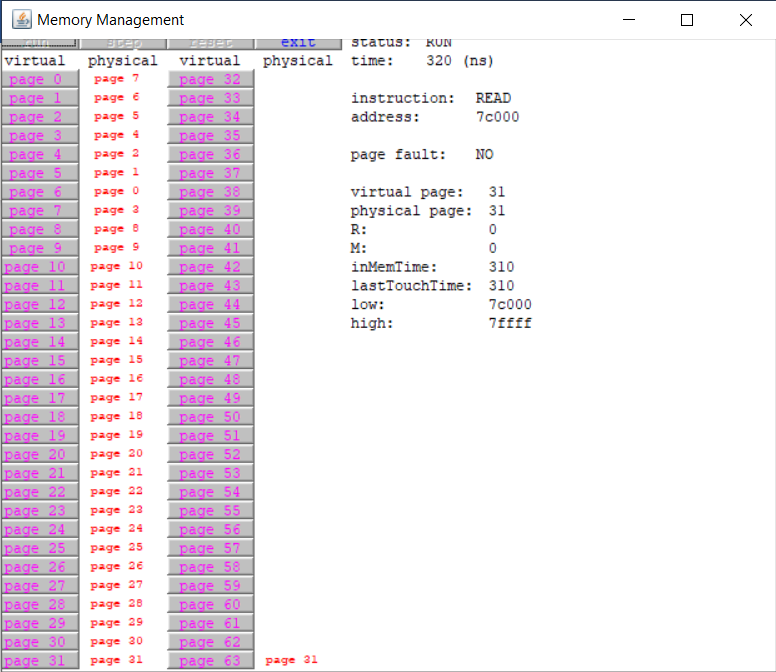 Memory Management
run step reset exit status: RUN
virtual physical virtual physical time: 320 (ns)
page 0 page 7 page 32
page 1 page 6 page 33 instruction: READ
page 2 page 5 page 34 address: 7c000
page 3 page 4 page 35
page 4 page 2 page 36 page fault: NO
page 5 page 1 page 37
page 6 page 0 page 38 virtual page: 31
page 7 page 3 page 39 physical page: 31
page 8 page 8 page 40 R: 0
page 9 page 9 page 41 M: 0
page 10 page 10 page 42 inMemTime: 310
page 11 page 11 page 43 lastTouchTime: 310
page 12 page 12 page 44 low: 7c000
page 13 page 13 page 45 high: 7ffff
page 14 page 14 page 46
page 15 page 15 page 47
page 16 page 16 page 48
page 17 page 17 page 49
page 18 page 18 page 50
page 19 page 19 page 51
page 20 page 20 page 52
page 21 page 21 page 53
page 22 page 22 page 54
page 23 page 23 page 55
page 24 page 24 page 56
page 25 page 25 page 57
page 26 page 26 page 58
page 27 page 27 page 59
page 28 page 28 page 60
page 29 page 29 page 61
page 30 page 30 page 62
page 31 page 31 page 63 page 31